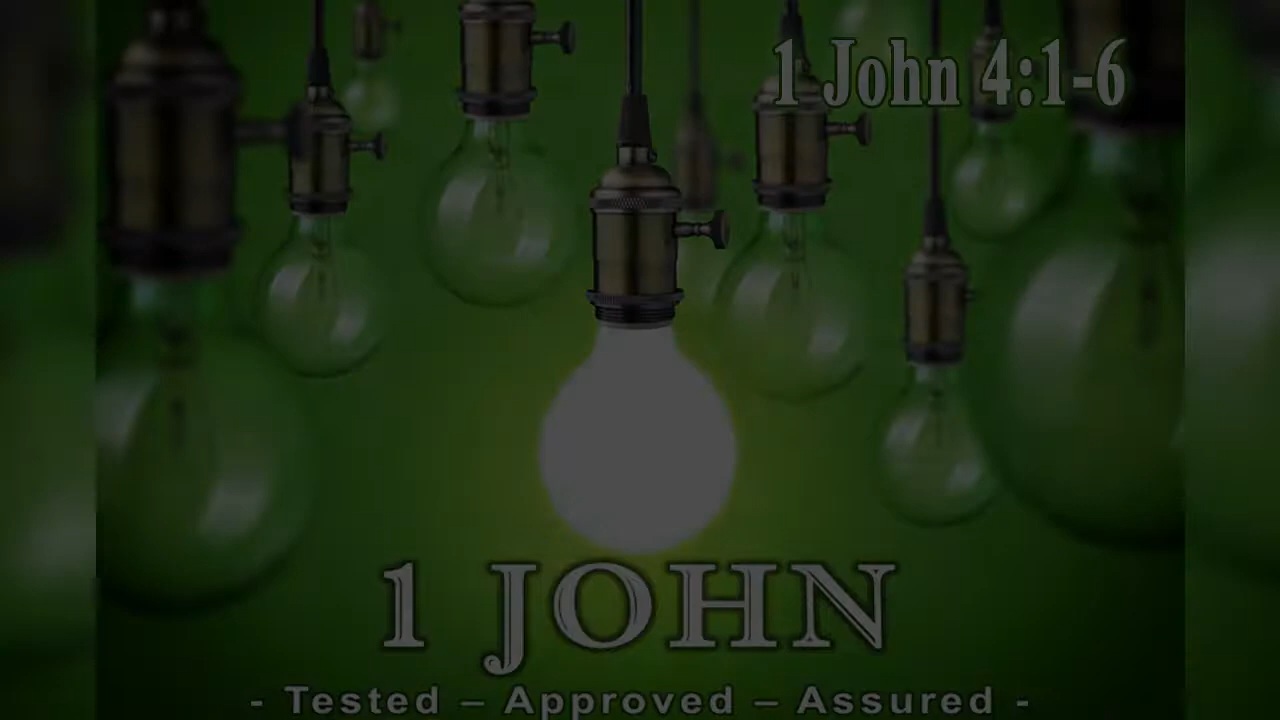 1 John 4:1-6
1 JOHN
- Tested – Approved – Assured -